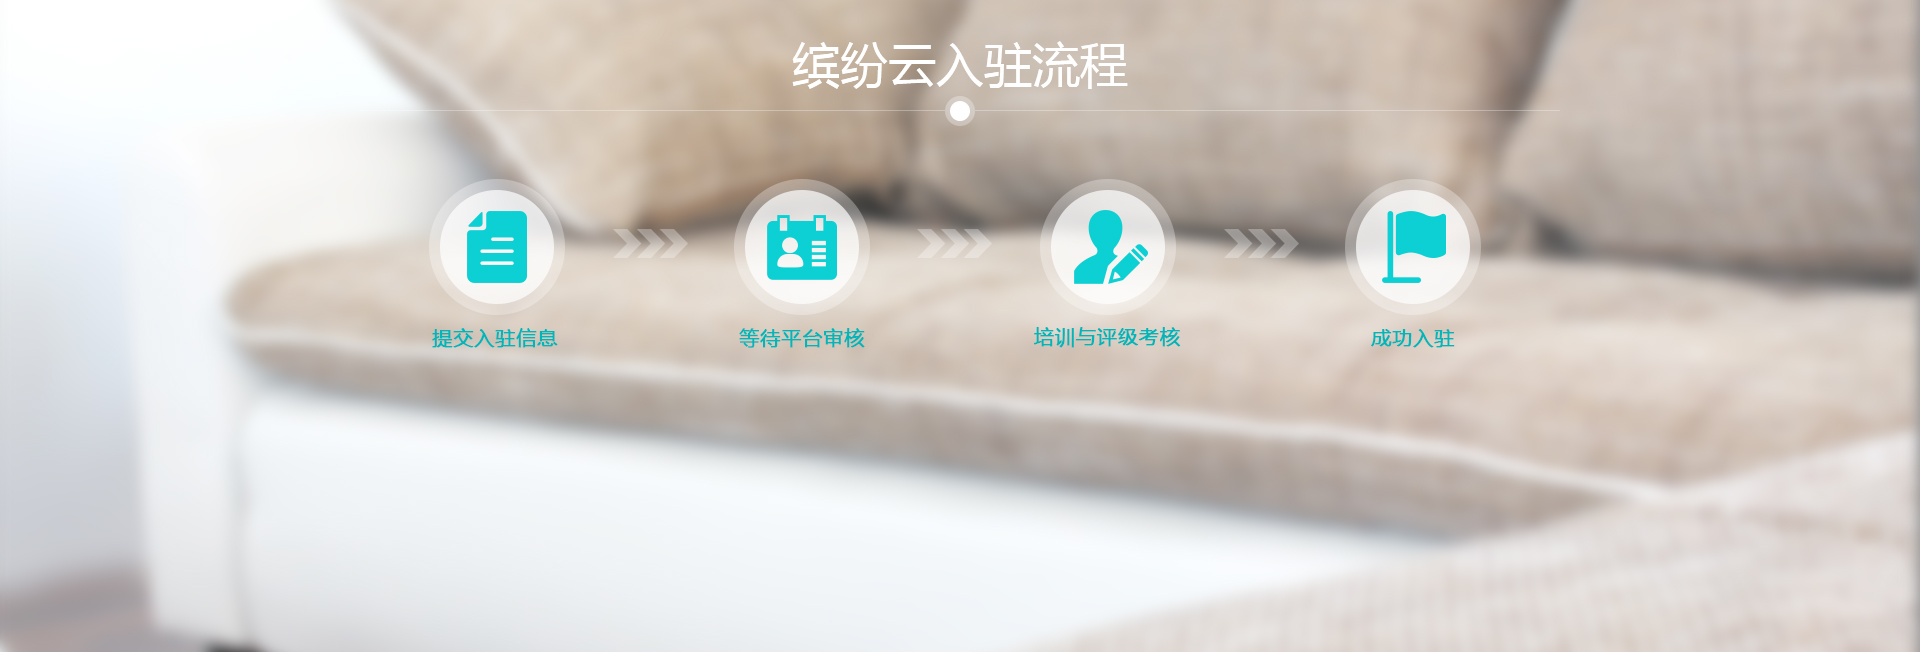 缤纷云入驻流程
提交入驻信息
等待平台审核
培训与评级考核
成功入驻